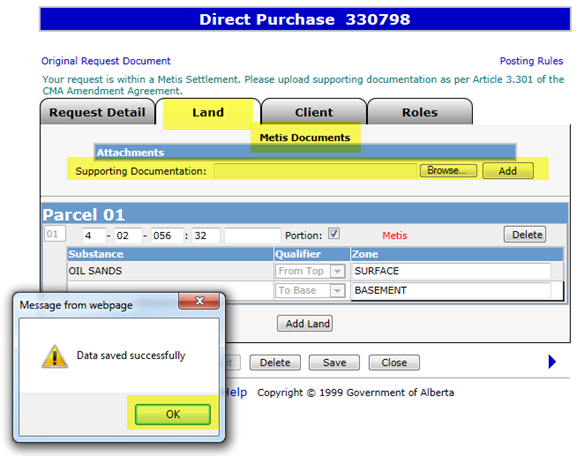 Direct Purchase 330798
Original Request Document Posting Rules
Your request is within a Metis Settlement. Please upload supporting documentation as per Article 3.301 of the
CMA Amendment Agreement.
Request Detail Land Client Roles
Metis Documents
Attachments
Supporting Documentation: Browse... Add
Parcel 01
01 4 - 02 - 056 : 32 Portion: Metis Delete
Substance Qualifier Zone
OIL SANDS From Top SURFACE
To Base BASEMENT
Add Land
Delete Save Close
Help Copyright © 1999 Government of Alberta
Message from webpage
Data saved successfully
OK